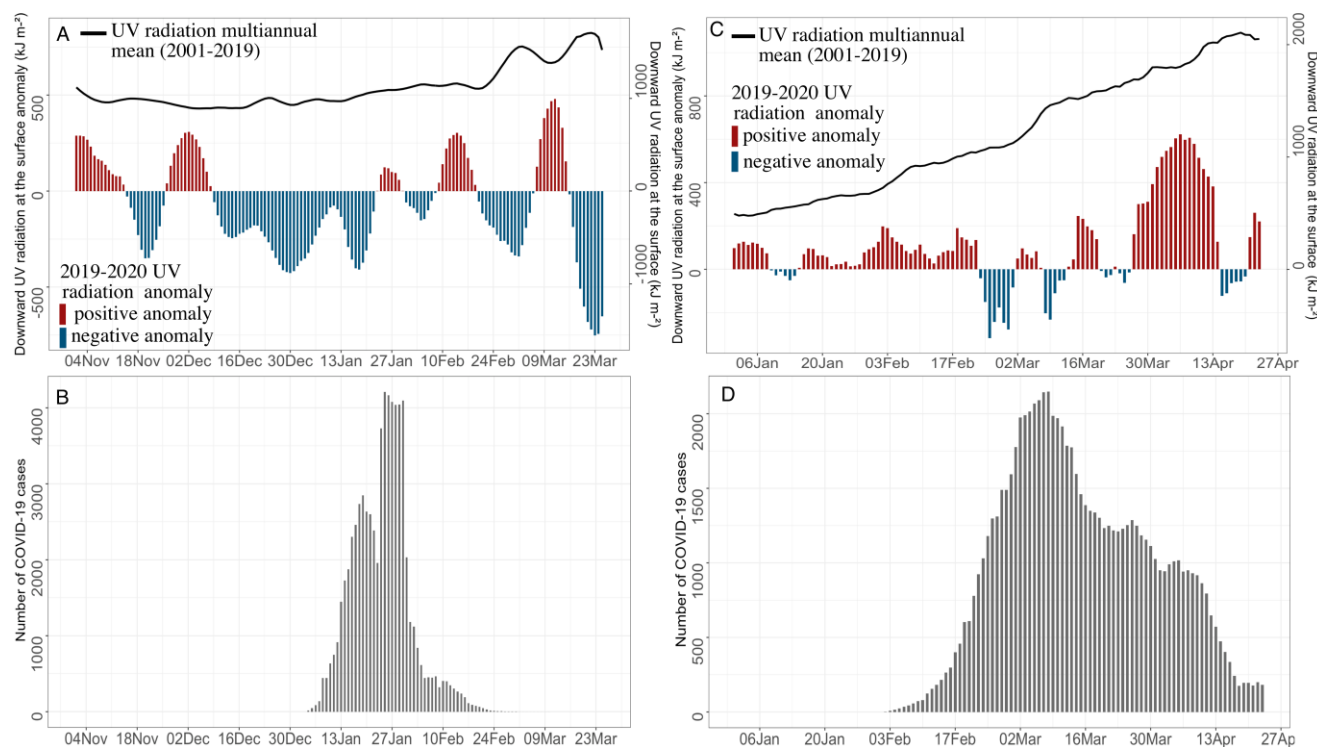 A
UV radiation multiannual
mean (2001-2019)
Downward UV radiation at the surface anomaly (kJ m-²)
500
0
-500
Downward UV radiation at the surface (kJ m-²)
1000
0
-1000
2019-2020 UV
radiation anomaly
positive anomaly
negative anomaly
04Nov 18Nov 02Dec 16Dec 30Dec 13Jan 27Jan 10Feb 24Feb 09Mar 23Mar
C
UV radiation multiannual
mean (2001-2019)
2019-2020 UV
radiation anomaly
positive anomaly
negative anomaly
Downward UV radiation at the surface anomaly (kJ m-²)
800
400
0
Downward UV radiation at the surface (kJ m-²)
2000
1000
0
06Jan 20Jan 03Feb 17Feb 02Mar 16Mar 30Mar 13Apr 27Apr
B
Number of COVID-19 cases
4000
3000
2000
1000
0
04Nov 18Nov 02Dec 16Dec 30Dec 13Jan 27Jan 10Feb 24Feb 09Mar 23Mar
D
Number of COVID-19 cases
2000
1500
1000
500
0
06Jan 20Jan 03Feb 17Feb 02Mar 16Mar 30Mar 13Apr 27Apr